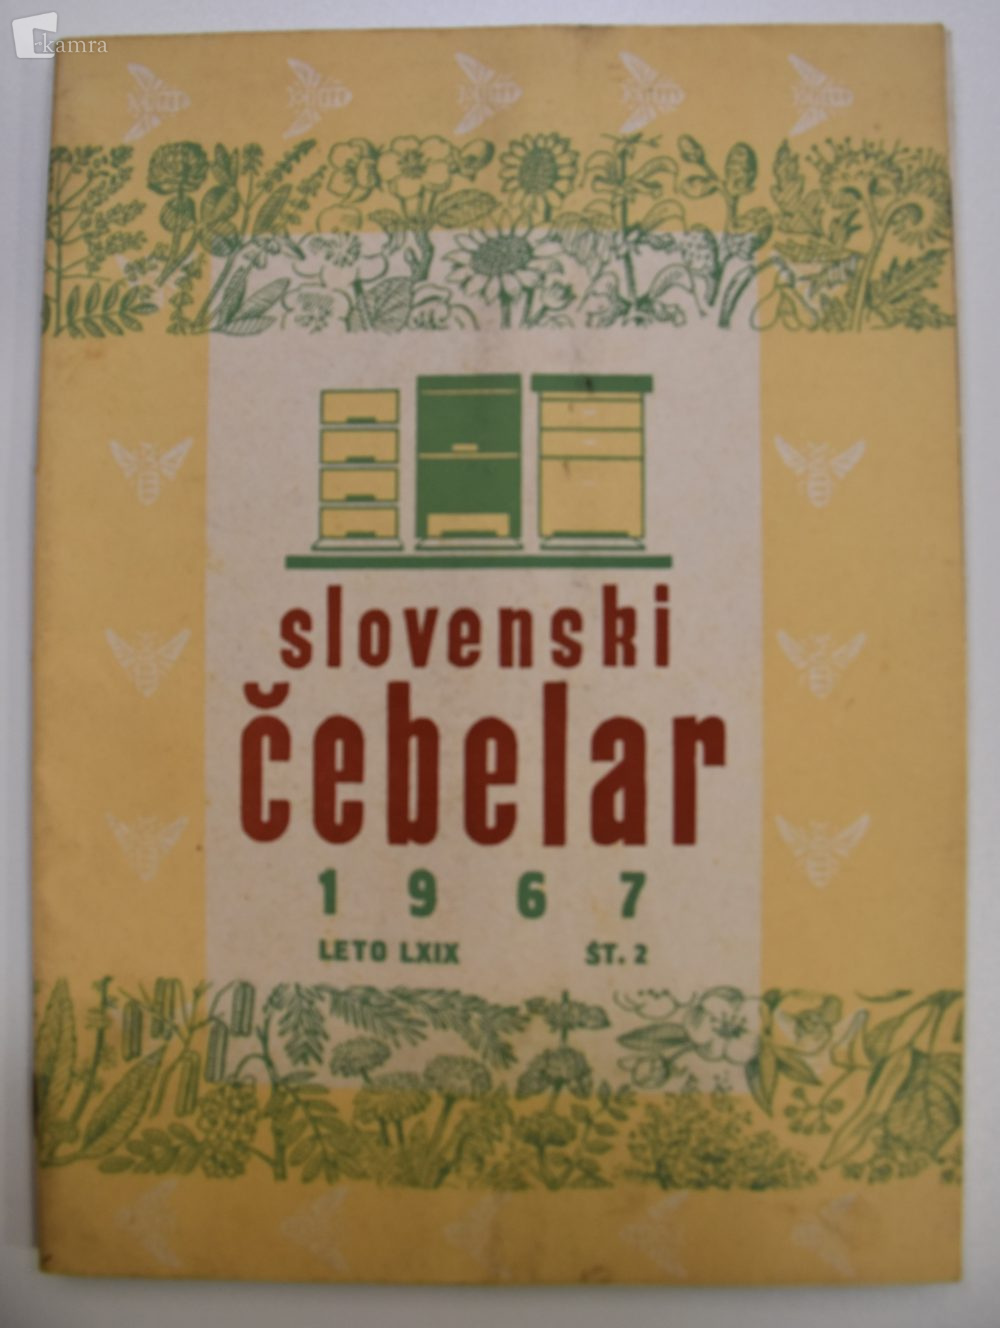 kamra
slovenski
čebelar
1967
LETO LXIX ŠT. 2